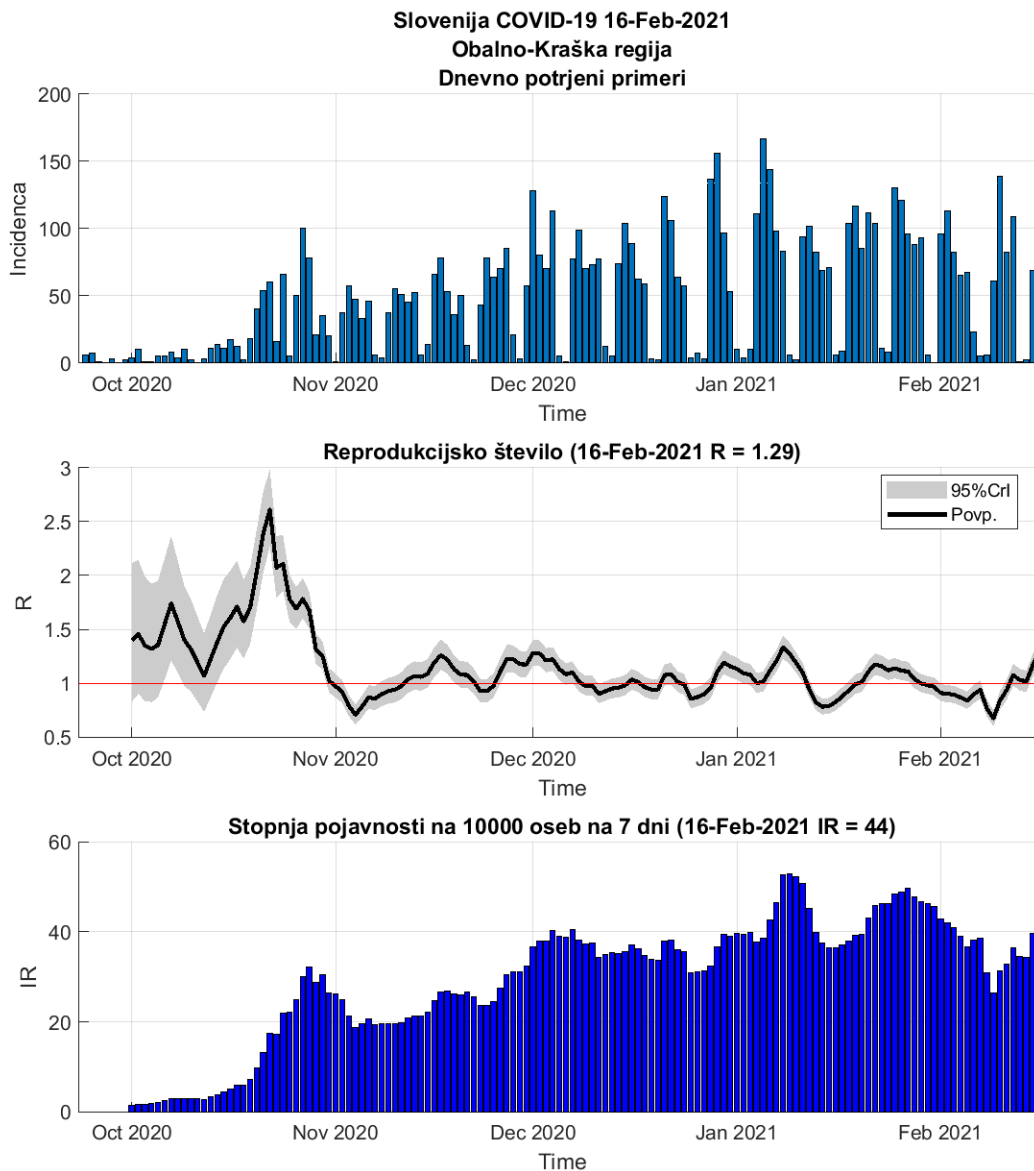 Slovenija COVID-19 16-Feb-2021
Obalno-Kraška regija
Dnevno potrjeni primeri
200
150
100
50
0
Incidenca
Oct 2020 Nov 2020 Dec 2020 Jan 2021 Feb 2021
Time
Reprodukcijsko število (16-Feb-2021 R = 1.29)
3
2.5
2
1.5
1
0.5
R
95%CrI
Povp.
Oct 2020 Nov 2020 Dec 2020 Jan 2021 Feb 2021
Time
Stopnja pojavnosti na 10000 oseb na 7 dni (16-Feb-2021 IR = 44)
60
40
20
0
IR
Oct 2020 Nov 2020 Dec 2020 Jan 2021 Feb 2021
Time